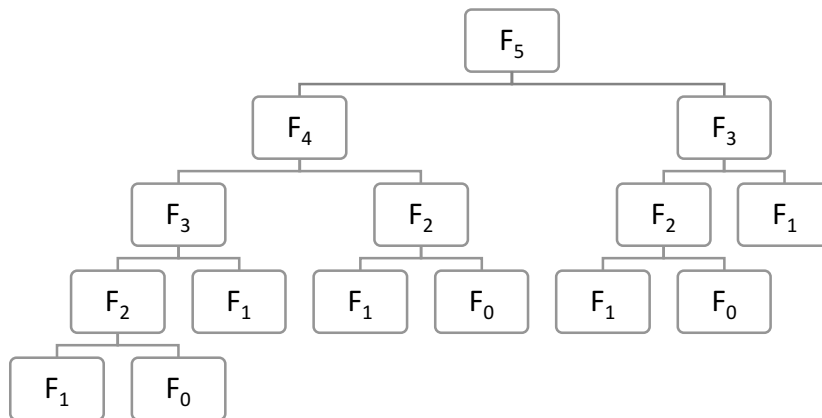 F₅
F₄ F₃
F₃ F₂ F₂ F₁
F₂ F₁ F₁ F₀ F₁ F₀
F₁ F₀